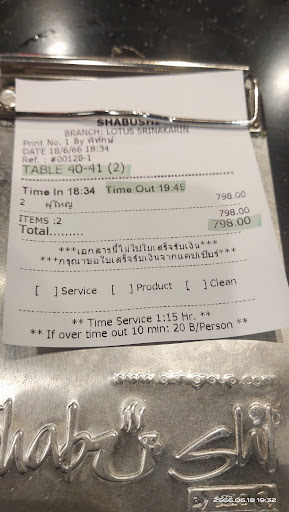 SHABUSHI
BRANCH: LOTUS SRINAKARIN
Print No. 1 By พิทักษ์
DATE 18/6/66 18:34
Ref. : #00128-1
TABLE 40-41 (2)
Time In 18:34 Time Out 19:49
798.00
2 ผู้ใหญ่
798.00
ITEMS :2
Total......... 798.00
***เอกสารนี้ไม่ใช่ใบเสร็จรับเงิน***
***กรุณาขอใบเสร็จรับเงินจากแคชเชียร์***
[ ]Service [ ]Product [ ]Clean
** Time Service 1:15 Hr. **
** If over time out 10 min: 20 B/Person **
habu shi
2566.06.18 19:32